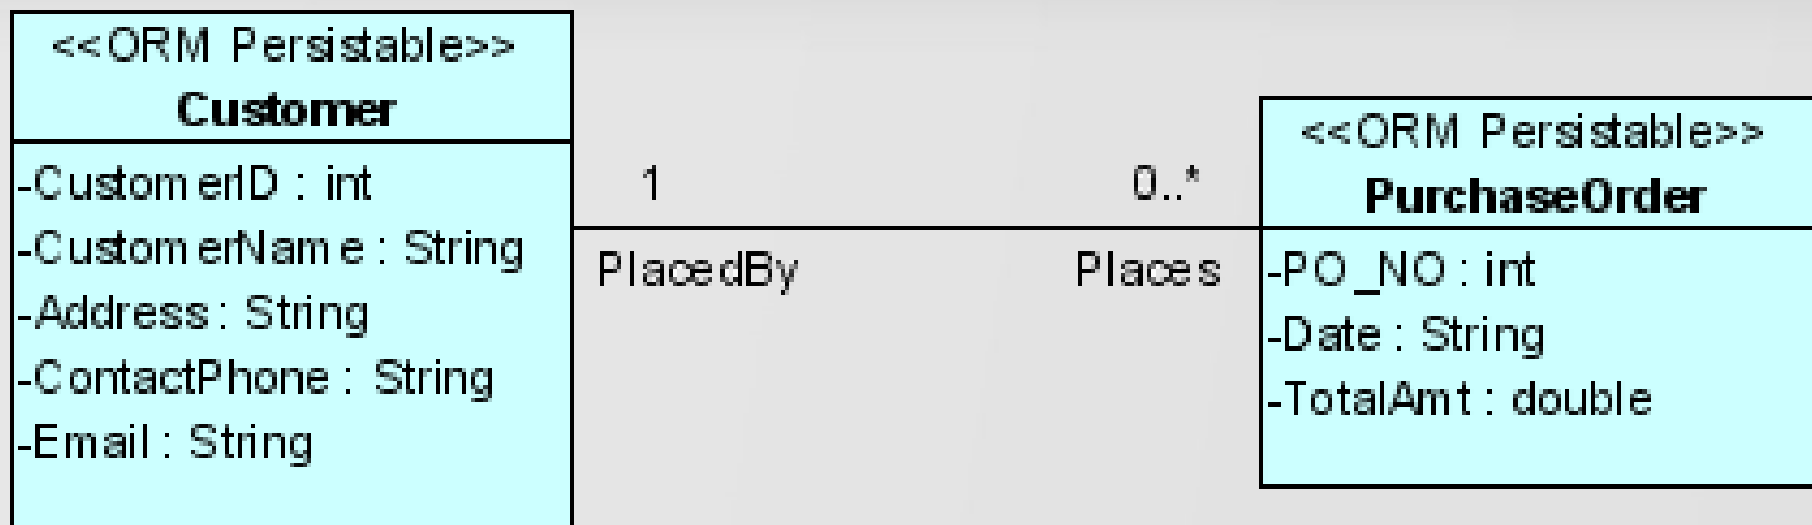 <<ORM Persistable>>
Customer
-CustomerID : int
-CustomerName : String
-Address : String
-ContactPhone : String
-Email : String
1
0..*
PlacedBy
Places
<<ORM Persistable>>
PurchaseOrder
-PO_NO : int
-Date : String
-TotalAmt : double